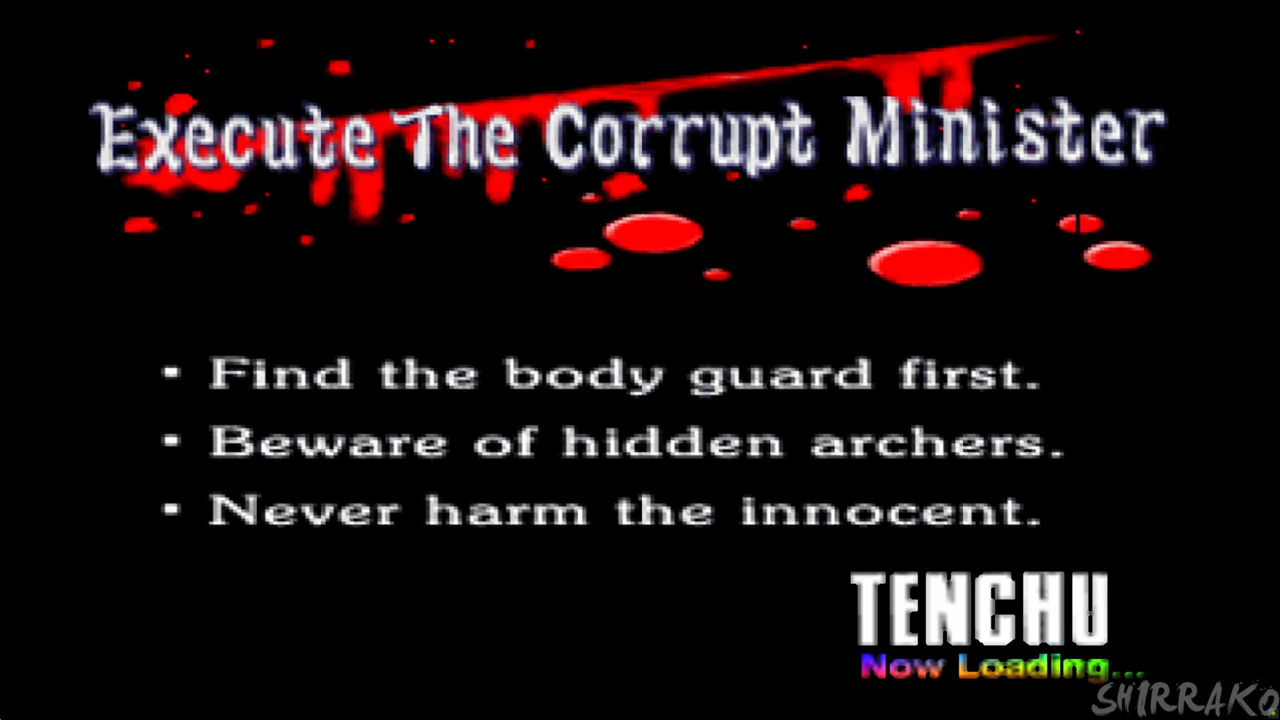 Execute The Corrupt Minister
▪ Find the body guard first.
▪ Beware of hidden archers.
▪ Never harm the innocent.
TENCHU
Now Loading...
SHIRRAKO